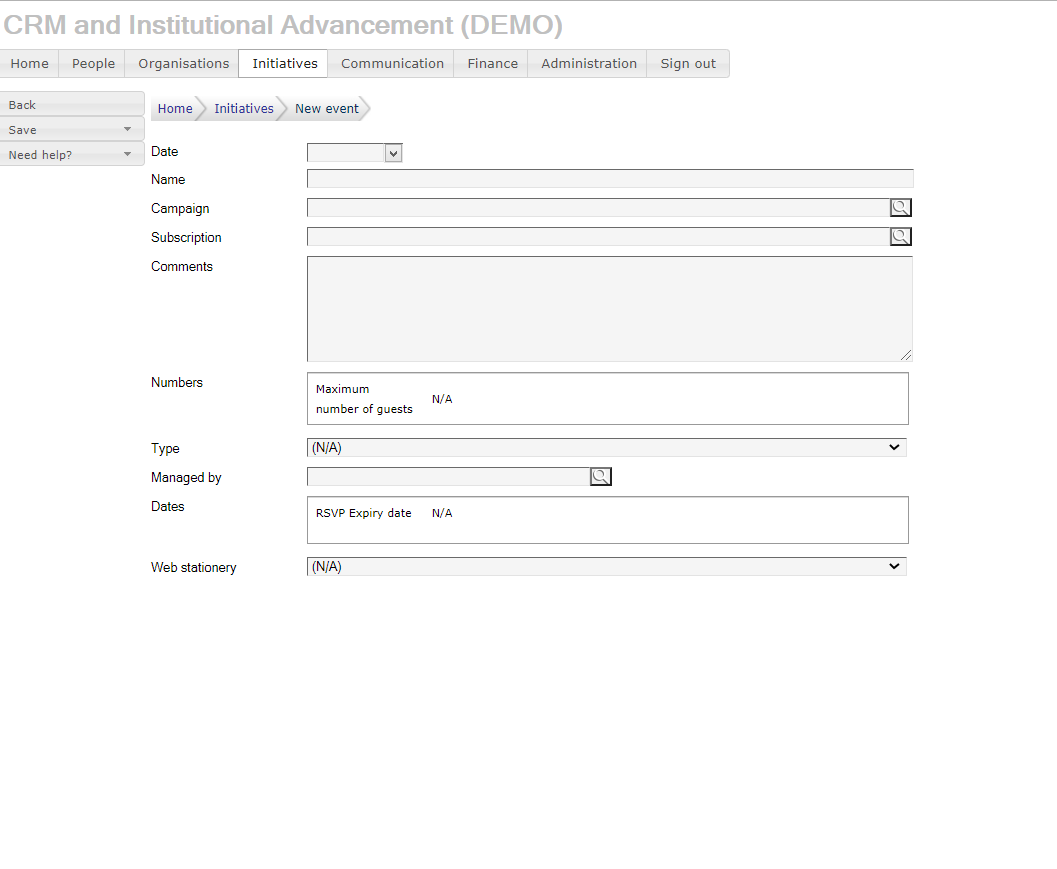 CRM and Institutional Advancement (DEMO)
Home People Organisations Initiatives Communication Finance Administration Sign out
Back
Save
Need help?
Home Initiatives New event
Date
Name
Campaign
Subscription
Comments
Numbers
Maximum
number of guests
N/A
Type
(N/A)
Managed by
Dates
RSVP Expiry date N/A
Web stationery
(N/A)